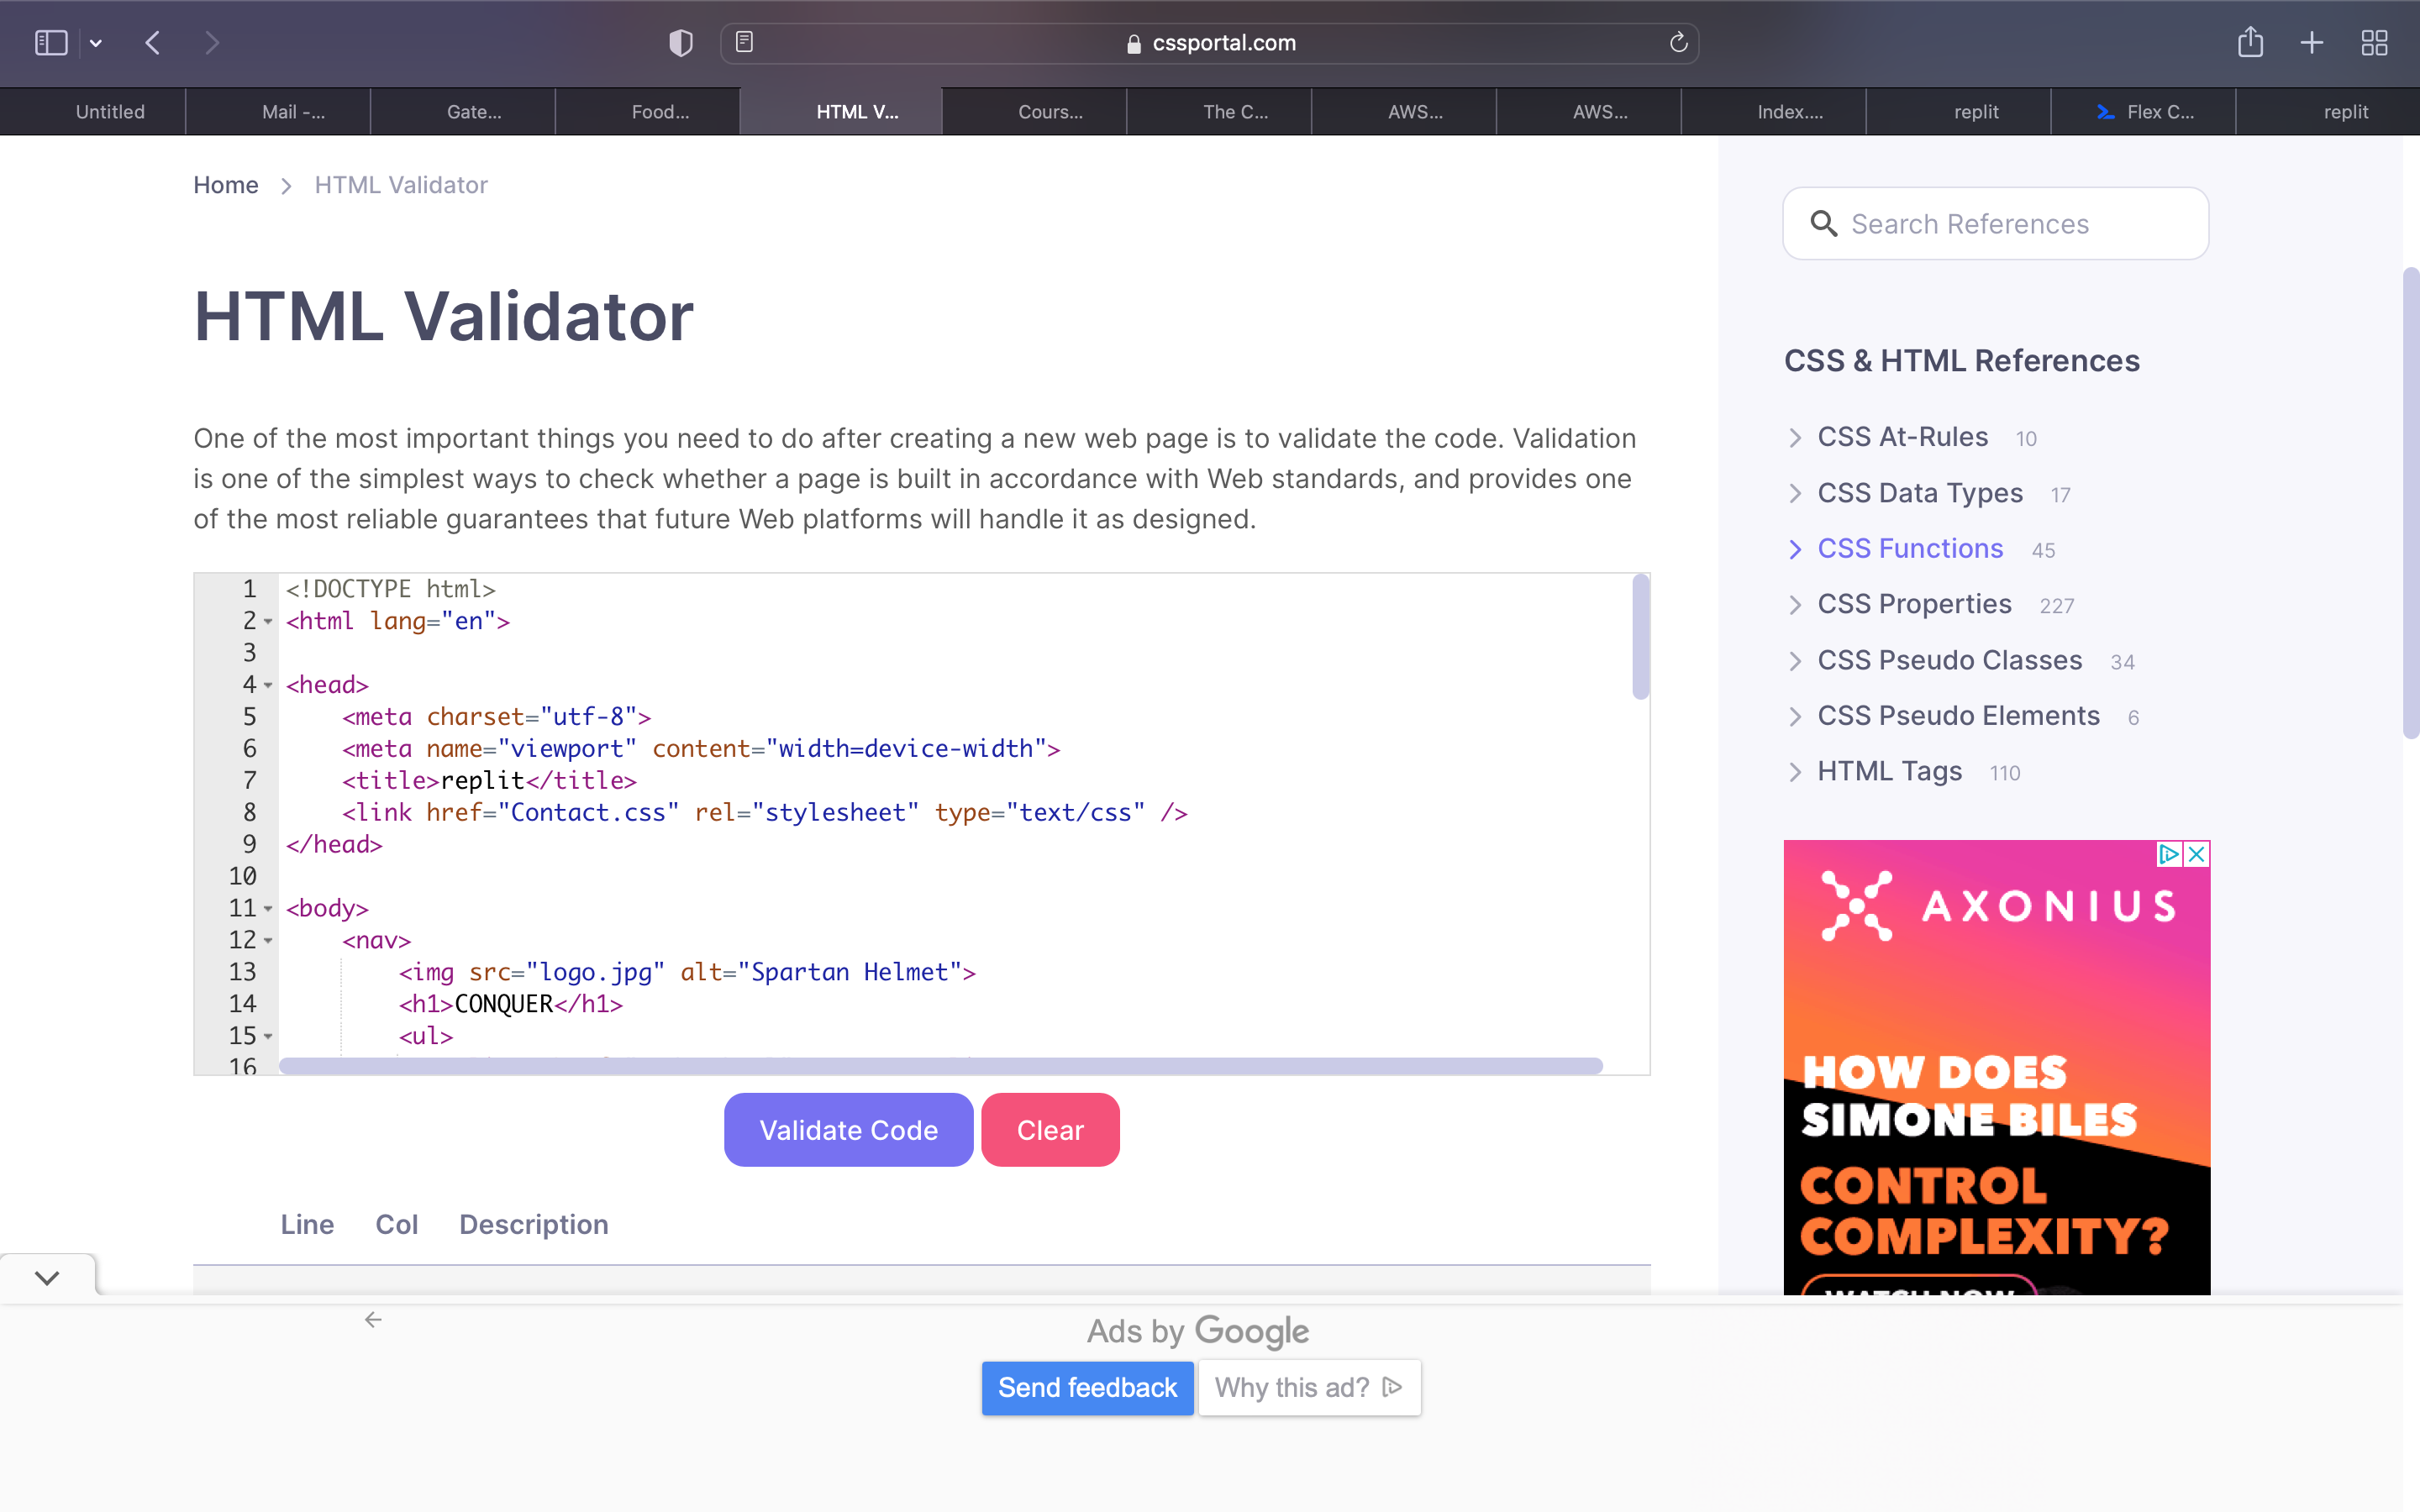 cssportal.com
Untitled
Mail -...
Gate...
Food...
HTML V...
Cours...
The C...
AWS...
AWS...
Index....
replit
Flex C...
replit
Home
HTML Validator
HTML Validator
One of the most important things you need to do after creating a new web page is to validate the code. Validation
is one of the simplest ways to check whether a page is built in accordance with Web standards, and provides one
of the most reliable guarantees that future Web platforms will handle it as designed.
1 <!DOCTYPE html>
2 <html lang="en">
3
4 <head>
5 <meta charset="utf-8">
6 <meta name="viewport" content="width=device-width">
7 <title>replit</title>
8 <link href="Contact.css" rel="stylesheet" type="text/css" />
9 </head>
10
11 <body>
12 <nav>
13 <img src="logo.jpg" alt="Spartan Helmet">
14 <h1>CONQUER</h1>
15 <ul>
16
Validate Code
Clear
Line Col Description
Search References
CSS & HTML References
CSS At-Rules 10
CSS Data Types 17
CSS Functions 45
CSS Properties 227
CSS Pseudo Classes 34
CSS Pseudo Elements 6
HTML Tags 110
AXONIUS
HOW DOES
SIMONE BILES
CONTROL
COMPLEXITY?
WATCH NOW
Ads by Google
Send feedback
Why this ad?